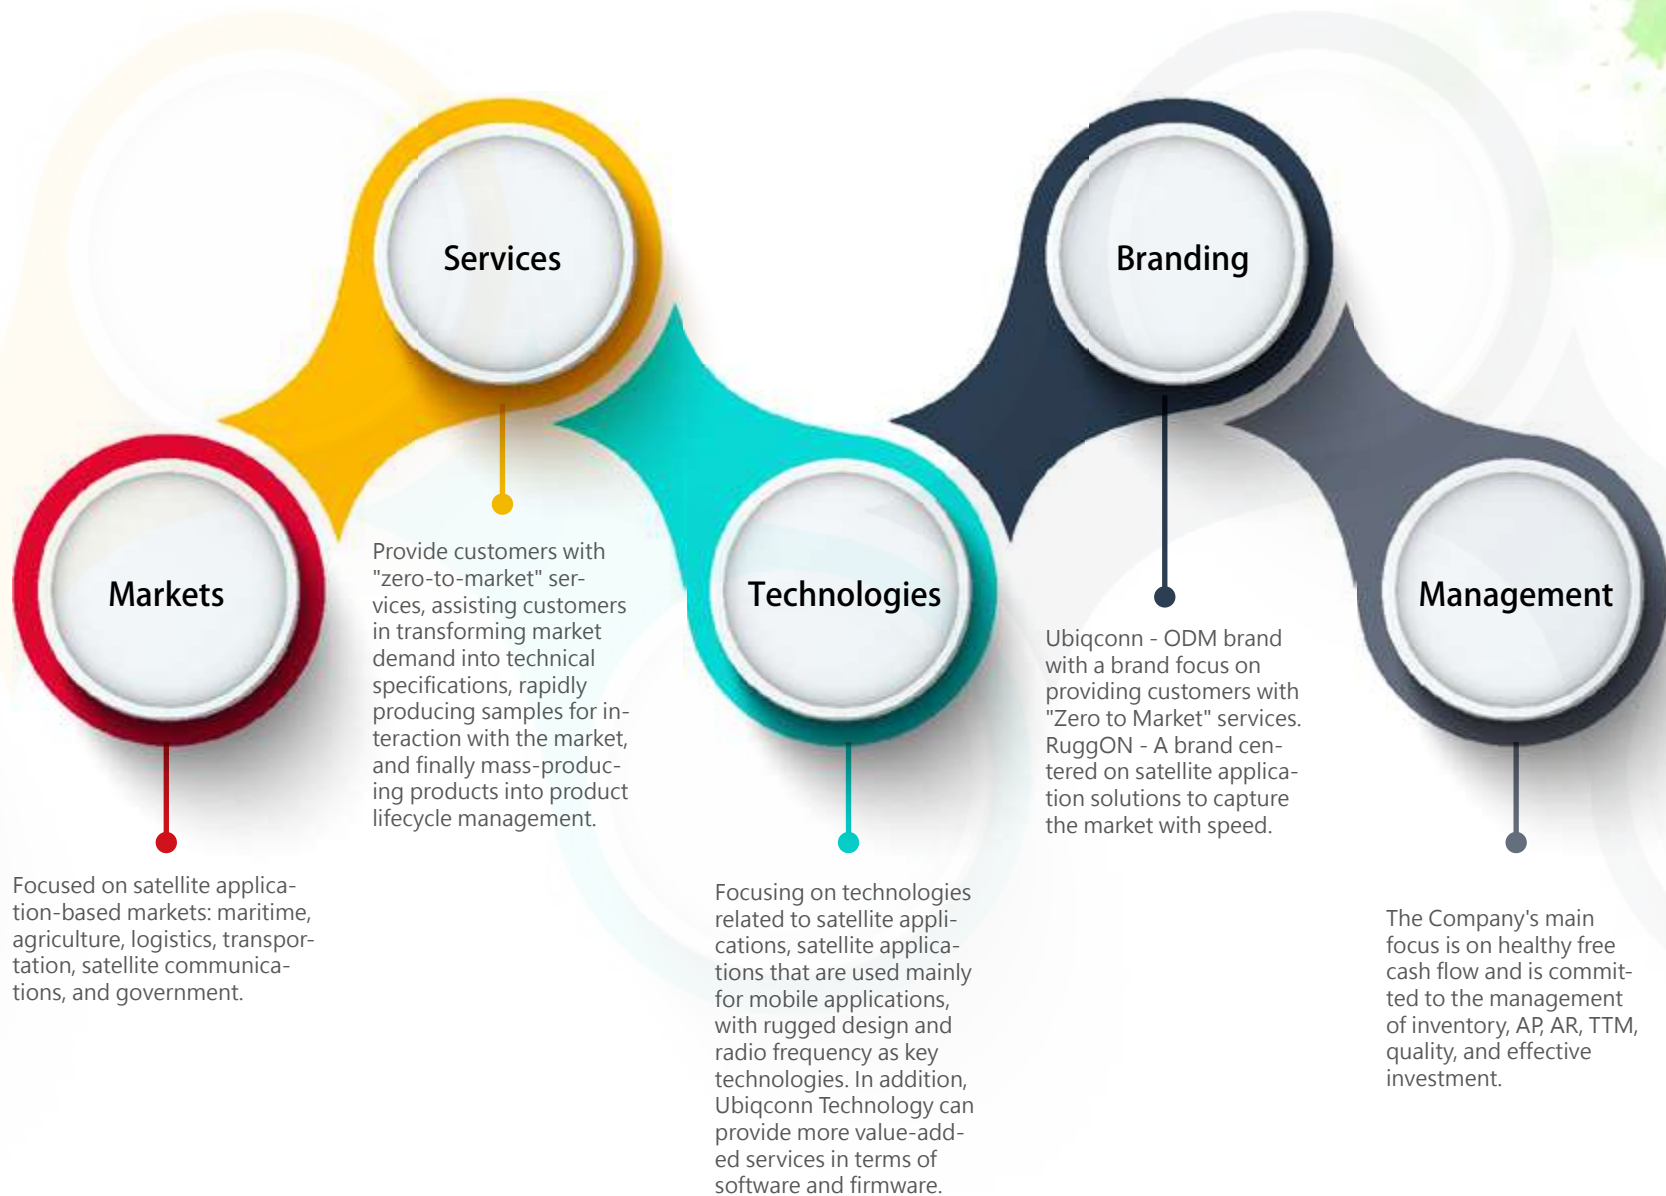 Markets
Focused on satellite applica-
tion-based markets: maritime,
agriculture, logistics, transpor-
tation, satellite communica-
tions, and government.
Services
Provide customers with
"zero-to-market" ser-
vices, assisting customers
in transforming market
demand into technical
specifications, rapidly
producing samples for in-
teraction with the market,
and finally mass-produc-
ing products into product
lifecycle management.
Technologies
Focusing on technologies
related to satellite appli-
cations, satellite applica-
tions that are used mainly
for mobile applications,
with rugged design and
radio frequency as key
technologies. In addition,
Ubiqconn Technology can
provide more value-add-
ed services in terms of
software and firmware.
Branding
Ubiqconn - ODM brand
with a brand focus on
providing customers with
"Zero to Market" services.
RuggON - A brand cen-
tered on satellite applica-
tion solutions to capture
the market with speed.
Management
The Company's main
focus is on healthy free
cash flow and is commit-
ted to the management
of inventory, AP, AR, TTM,
quality, and effective
investment.